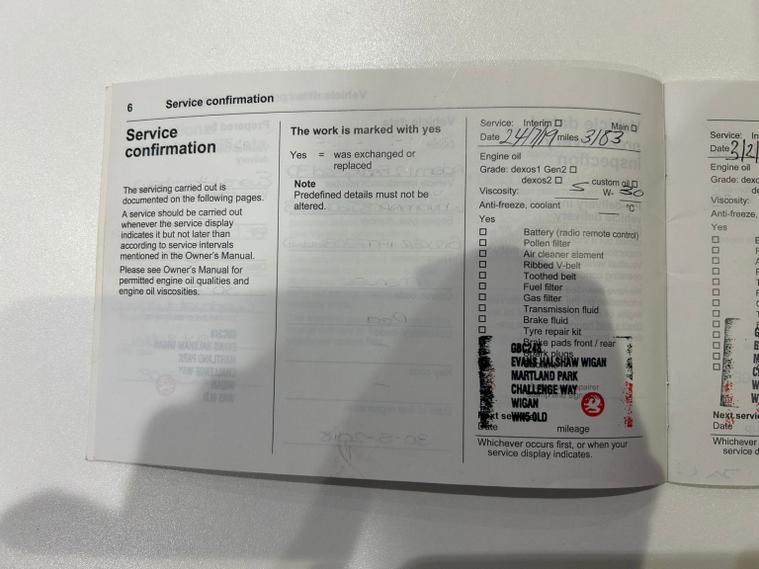 6 Service confirmation
Service
confirmation
The servicing carried out is
documented on the following pages.
A service should be carried out
whenever the service display
indicates it but not later than
according to service intervals
mentioned in the Owner's Manual.
Please see Owner's Manual for
permitted engine oil qualities and
engine oil viscosities.
The work is marked with yes
Yes = was exchanged or
replaced
Note
Predefined details must not be
altered.
Service: Interim ☐ Main ☐
Date 24/7/19 miles 3183
Engine oil
Grade: dexos1 Gen2 ☐
dexos2 ☐ custom oil ☐
Viscosity: 5 W- 30
Anti-freeze, coolant °C
Yes
☐ Battery (radio remote control)
☐ Pollen filter
☐ Air cleaner element
☐ Ribbed V-belt
☐ Toothed belt
☐ Fuel filter
☐ Gas filter
☐ Transmission fluid
☐ Brake fluid
☐ Tyre repair kit
Brake pads front / rear
GBC248
EVANS HALSHAW WIGAN
MARTLAND PARK
CHALLENGE WAY
WIGAN
WN5 0LD
Date mileage
Whichever occurs first, or when your
service display indicates.
Service:
Date 3/2/
Engine oil
Grade:
Viscosity:
Anti-freeze,
Yes
Date
Whichever